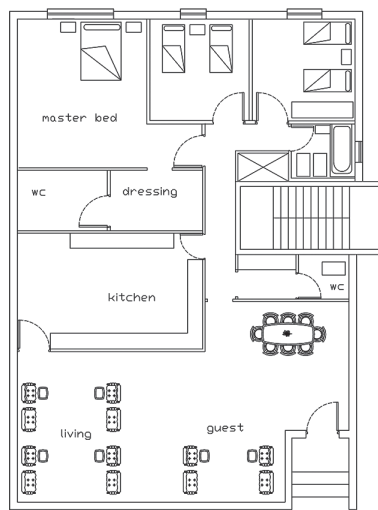 master bed
wc
dressing
kitchen
wc
living
guest